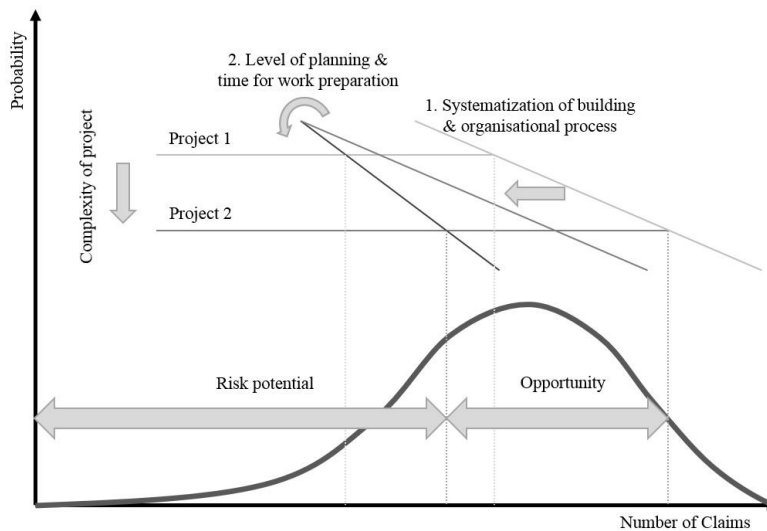 Probability
2. Level of planning &
time for work preparation
1. Systematization of building
& organisational process
Complexity of project
Project 1
Project 2
Risk potential
Opportunity
Number of Claims